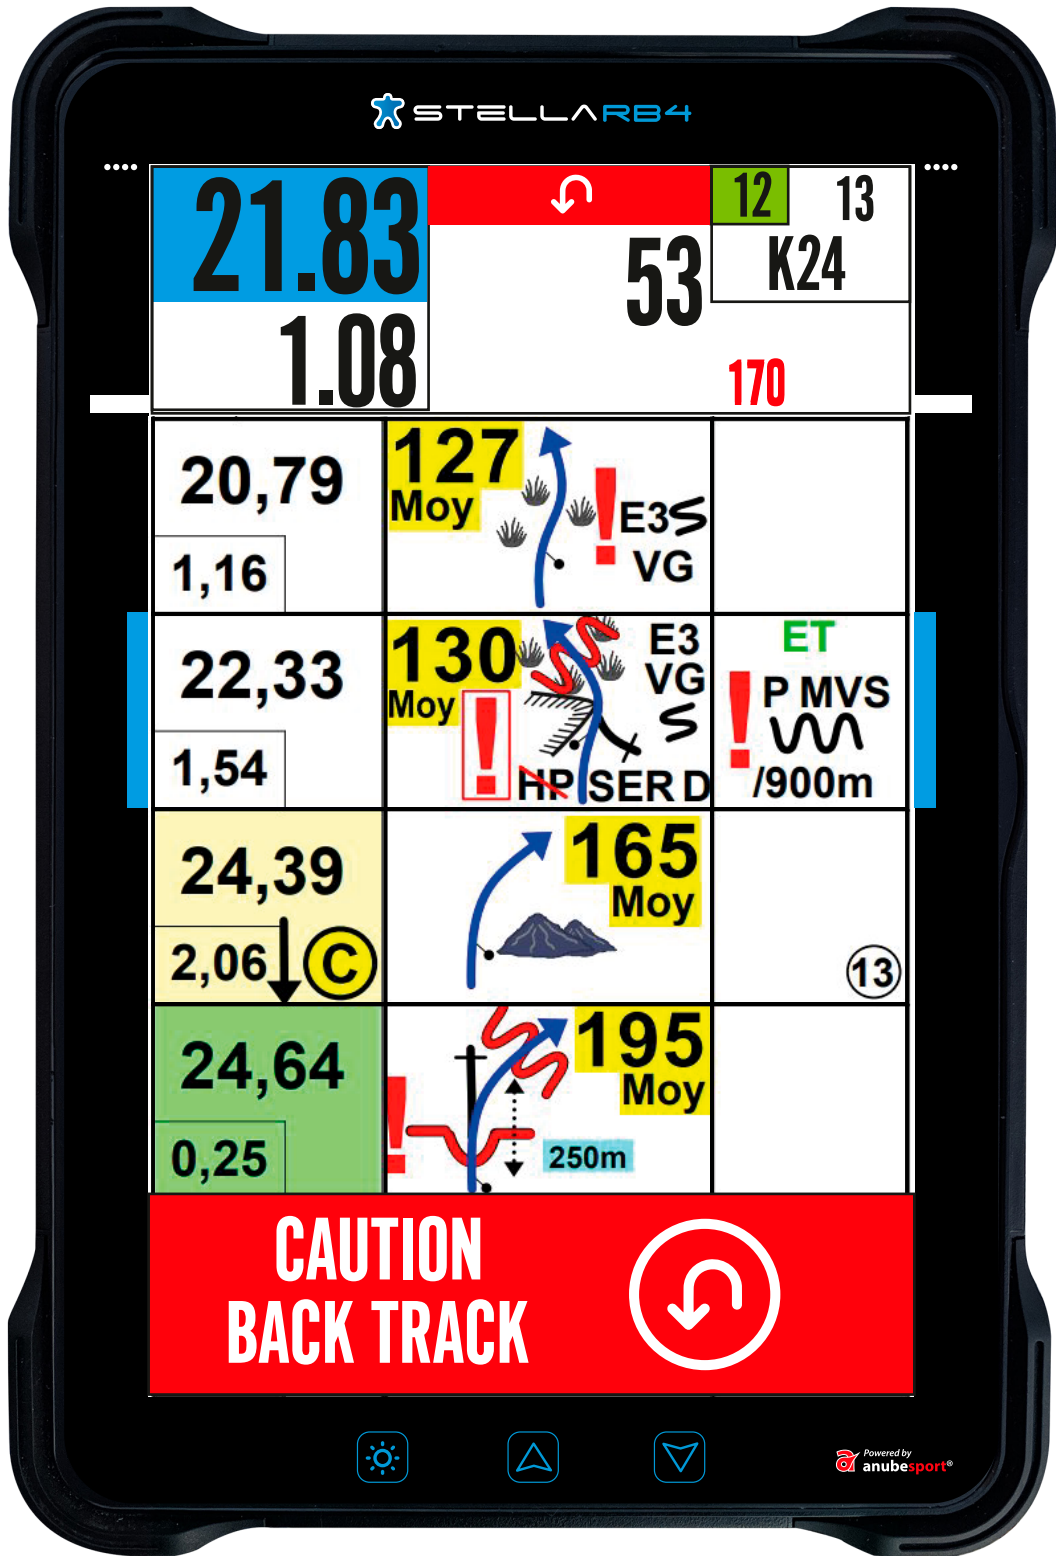 STELLARB4
21.83
12
13
K24
53
1.08
170
20,79
1,16
127
Moy
!
E3S
VG
22,33
1,54
130
Moy
!
E3
VG
S
HP/SER D
ET
! P MVS
/900m
24,39
2,06
C
165
Moy
13
24,64
0,25
!
195
Moy
250m
CAUTION
BACK TRACK
Powered by
anubesport®